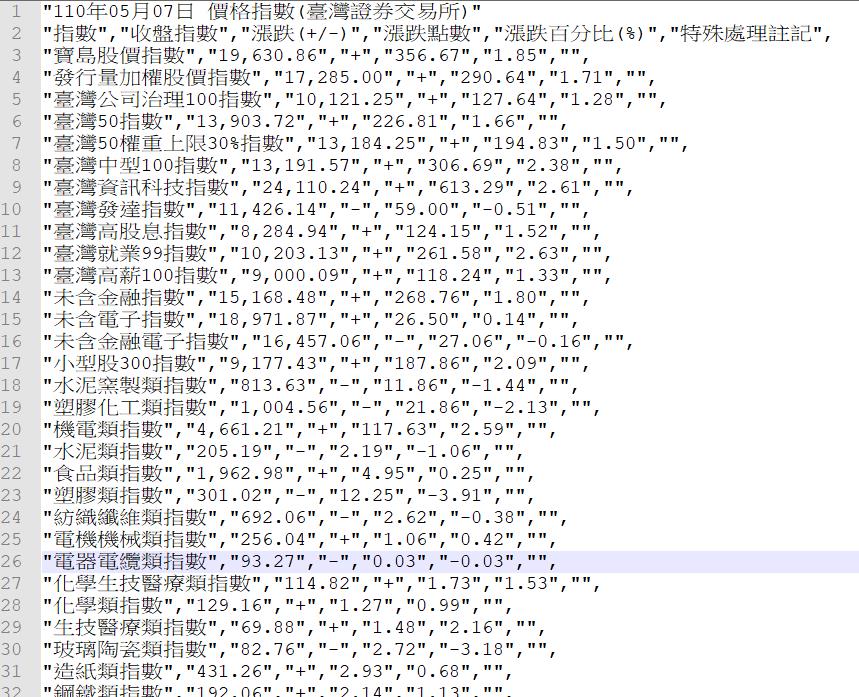 1 "110年05月07日 價格指數(臺灣證券交易所)"
2 "指數","收盤指數","漲跌(+/-)","漲跌點數","漲跌百分比(%)","特殊處理註記",
3 "寶島股價指數","19,630.86","+","356.67","1.85","",
4 "發行量加權股價指數","17,285.00","+","290.64","1.71","",
5 "臺灣公司治理100指數","10,121.25","+","127.64","1.28","",
6 "臺灣50指數","13,903.72","+","226.81","1.66","",
7 "臺灣50權重上限30%指數","13,184.25","+","194.83","1.50","",
8 "臺灣中型100指數","13,191.57","+","306.69","2.38","",
9 "臺灣資訊科技指數","24,110.24","+","613.29","2.61","",
10 "臺灣發達指數","11,426.14","-","59.00","-0.51","",
11 "臺灣高股息指數","8,284.94","+","124.15","1.52","",
12 "臺灣就業99指數","10,203.13","+","261.58","2.63","",
13 "臺灣高薪100指數","9,000.09","+","118.24","1.33","",
14 "未含金融指數","15,168.48","+","268.76","1.80","",
15 "未含電子指數","18,971.87","+","26.50","0.14","",
16 "未含金融電子指數","16,457.06","-","27.06","-0.16","",
17 "小型股300指數","9,177.43","+","187.86","2.09","",
18 "水泥窯製類指數","813.63","-","11.86","-1.44","",
19 "塑膠化工類指數","1,004.56","-","21.86","-2.13","",
20 "機電類指數","4,661.21","+","117.63","2.59","",
21 "水泥類指數","205.19","-","2.19","-1.06","",
22 "食品類指數","1,962.98","+","4.95","0.25","",
23 "塑膠類指數","301.02","-","12.25","-3.91","",
24 "紡織纖維類指數","692.06","-","2.62","-0.38","",
25 "電機機械類指數","256.04","+","1.06","0.42","",
26 "電器電纜類指數","93.27","-","0.03","-0.03","",
27 "化學生技醫療類指數","114.82","+","1.73","1.53","",
28 "化學類指數","129.16","+","1.27","0.99","",
29 "生技醫療類指數","69.88","+","1.48","2.16","",
30 "玻璃陶瓷類指數","82.76","-","2.72","-3.18","",
31 "造紙類指數","431.26","+","2.93","0.68","",
32 "鋼鐵類指數","192.06","+","2.14","1.13","",